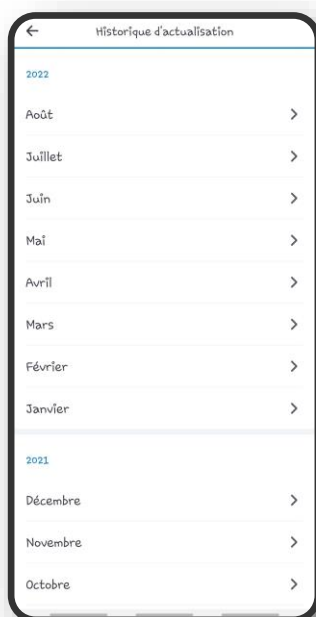 Historique d'actualisation
2022
Août
Juillet
Juin
Mai
Avril
Mars
Février
Janvier
2021
Décembre
Novembre
Octobre